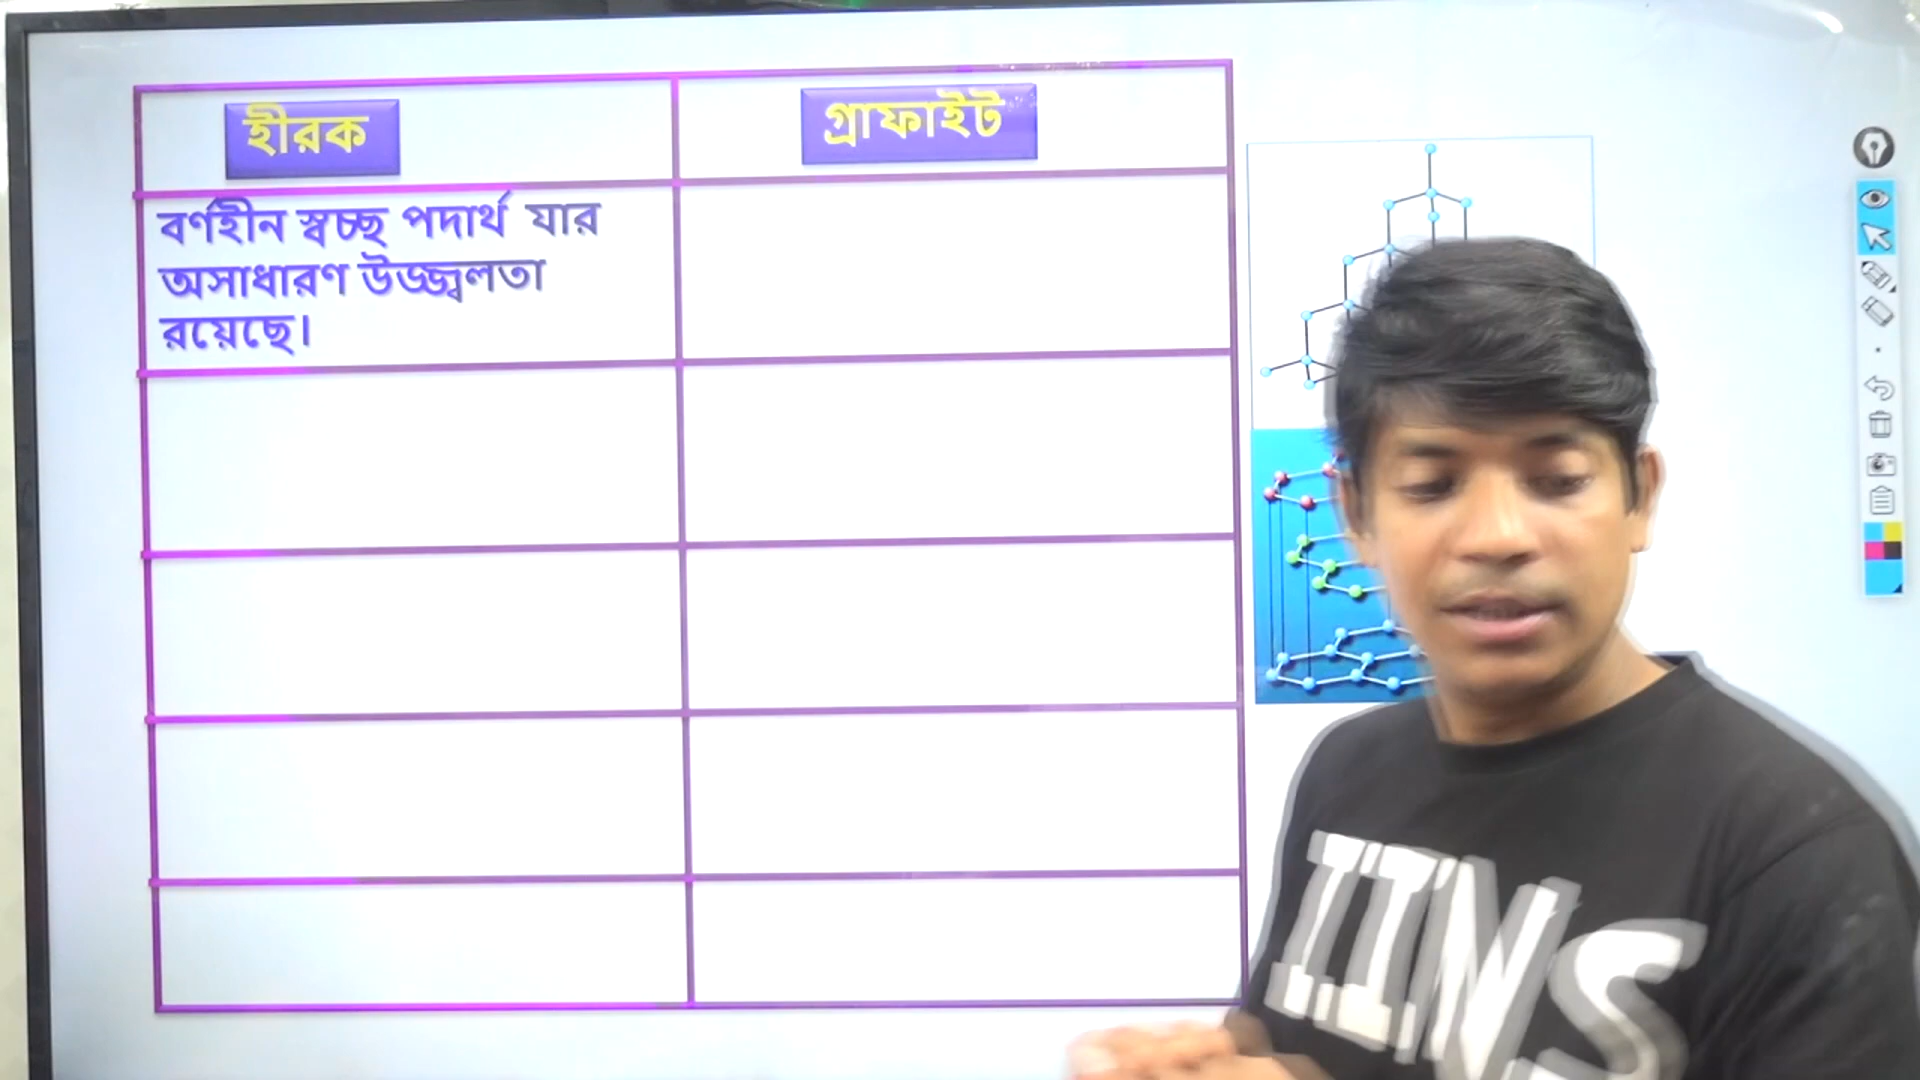 হীরক
গ্রাফাইট
বর্ণহীন স্বচ্ছ পদার্থ যার
অসাধারণ উজ্জ্বলতা
রয়েছে।